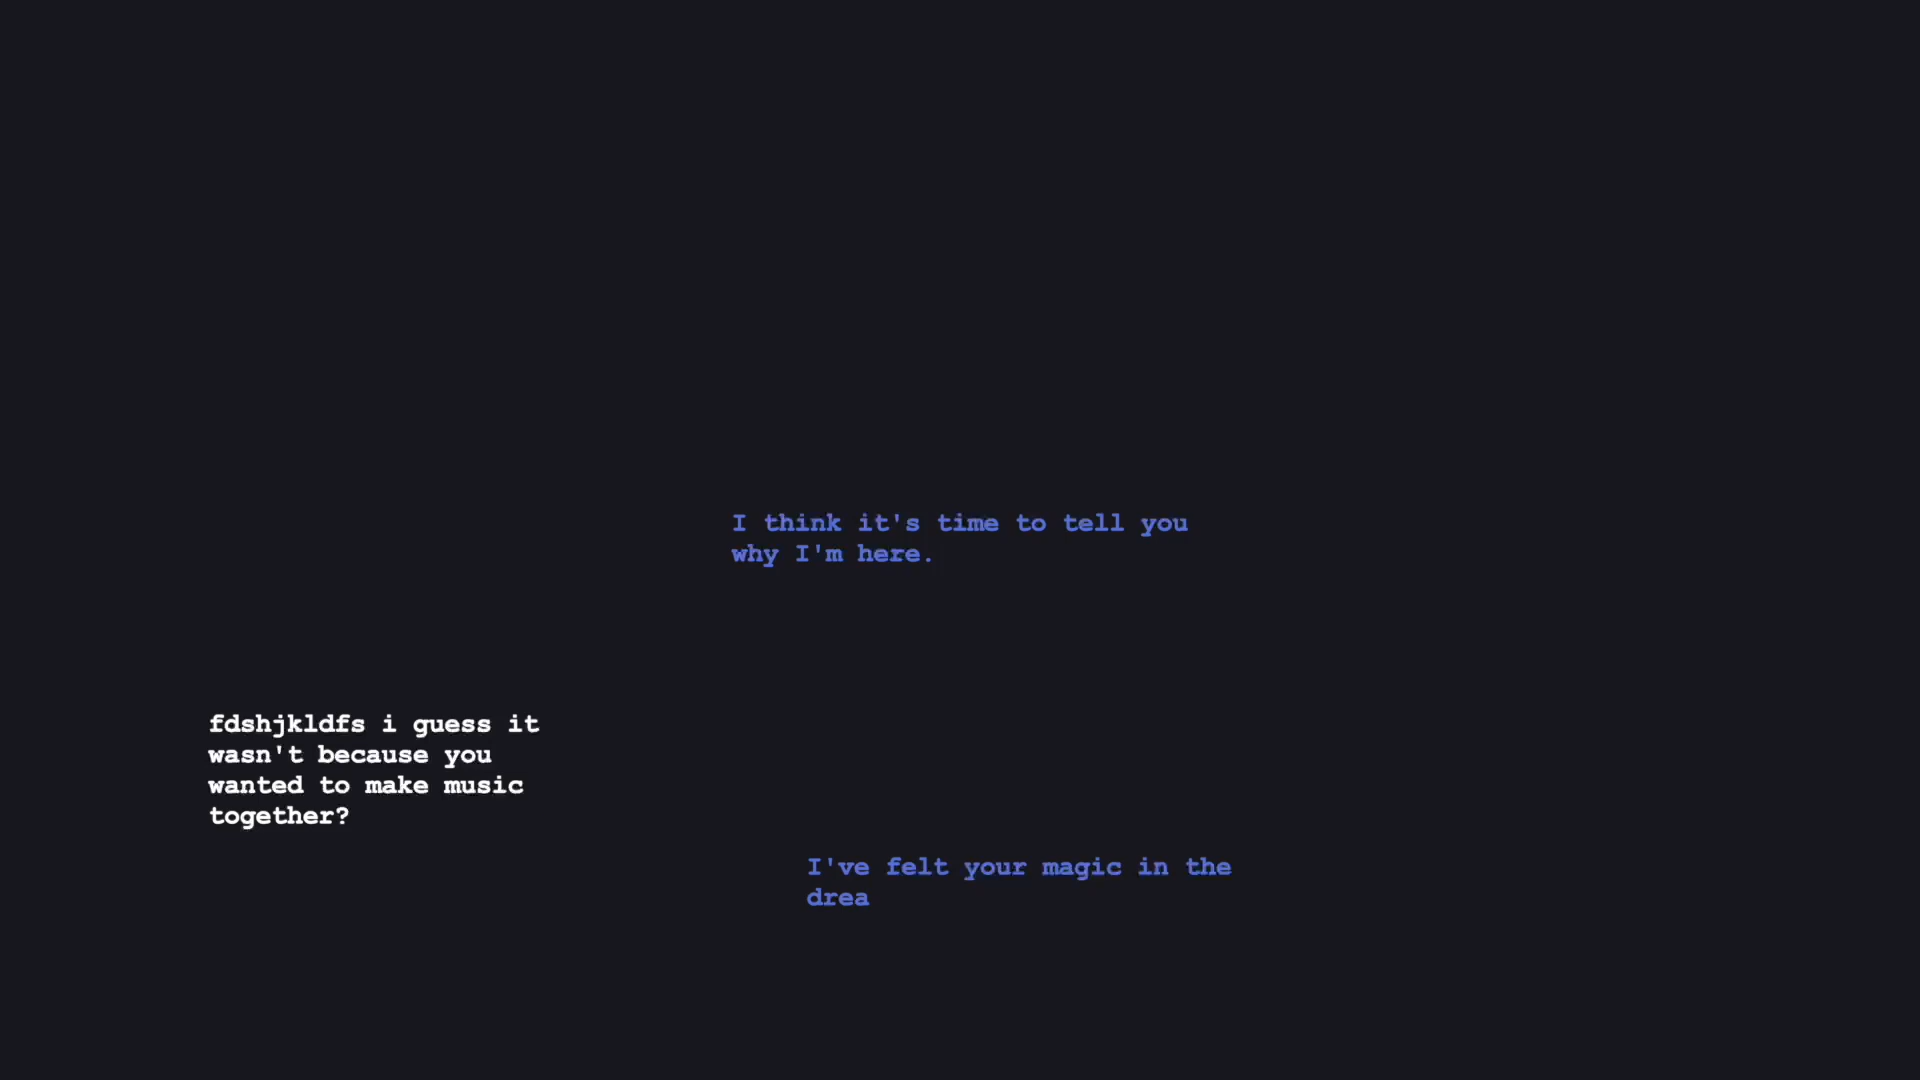 I think it's time to tell you
why I'm here.
fdshjkldfs i guess it
wasn't because you
wanted to make music
together?
I've felt your magic in the
drea